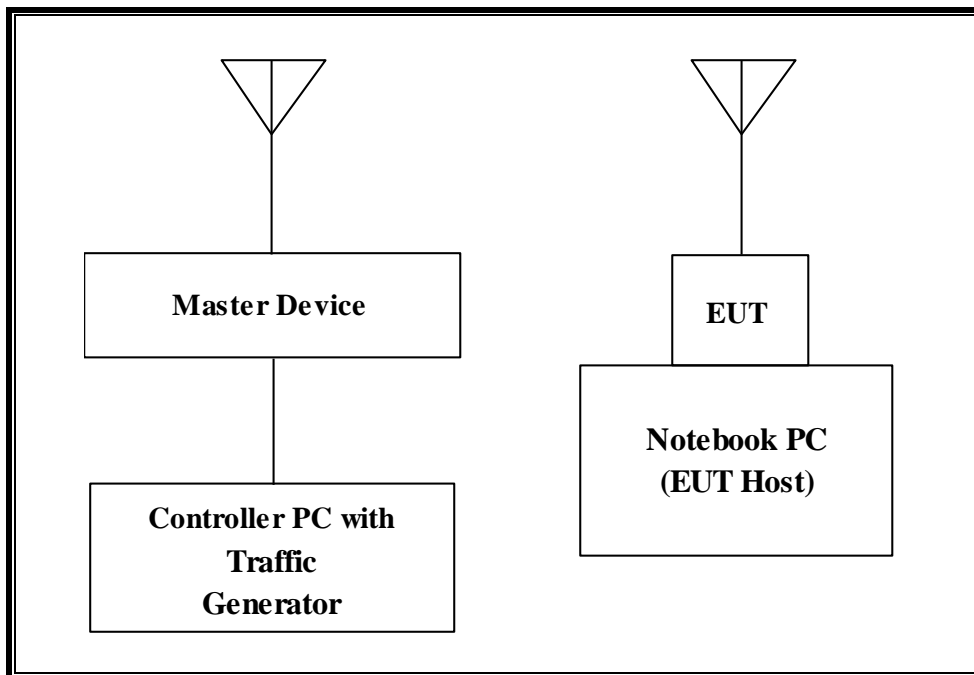 Master Device
Controller PC with
Traffic
Generator
EUT
Notebook PC
(EUT Host)